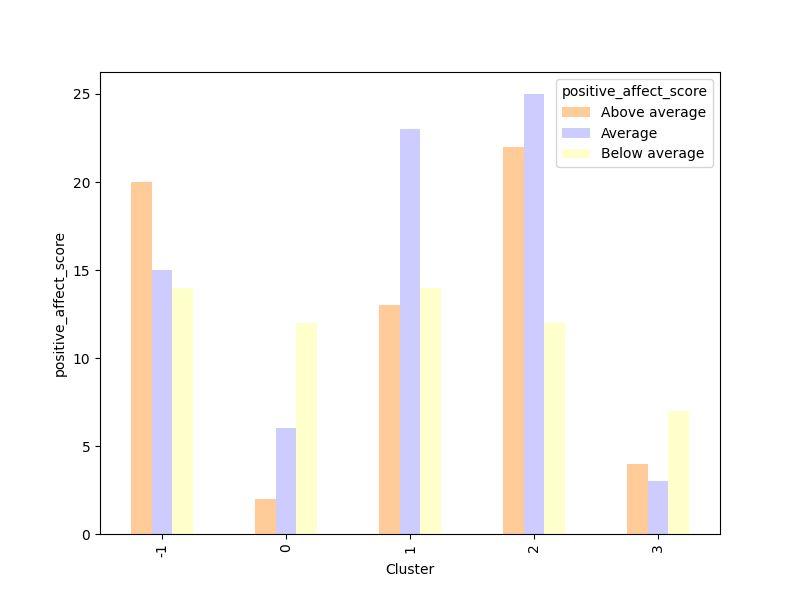 positive_affect_score
Above average
Average
Below average
25
20
15
10
5
0
positive_affect_score
-1
0
1
2
3
Cluster